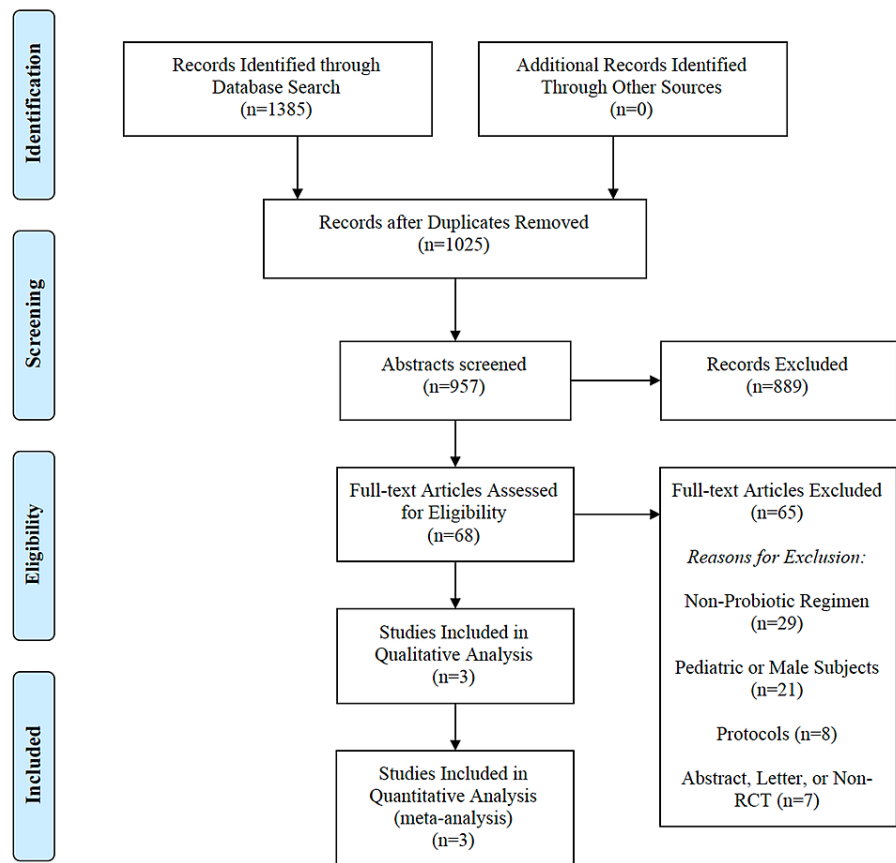 Identification
Records Identified through
Database Search
(n=1385)
Additional Records Identified
Through Other Sources
(n=0)
Records after Duplicates Removed
(n=1025)
Screening
Abstracts screened
(n=957)
Records Excluded
(n=889)
Eligibility
Full-text Articles Assessed
for Eligibility
(n=68)
Full-text Articles Excluded
(n=65)
Reasons for Exclusion:
Non-Probiotic Regimen
(n=29)
Pediatric or Male Subjects
(n=21)
Protocols (n=8)
Abstract, Letter, or Non-
RCT (n=7)
Studies Included in
Qualitative Analysis
(n=3)
Included
Studies Included in
Quantitative Analysis
(meta-analysis)
(n=3)